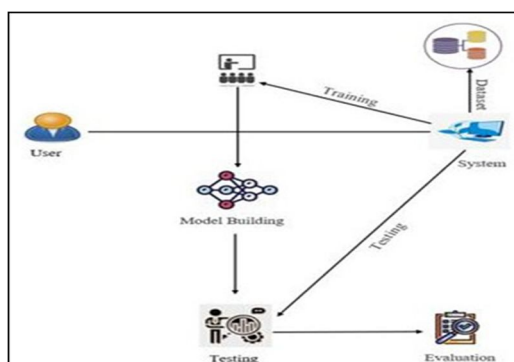 Training
Dataset
User
System
Model Building
Testing
Testing
Evaluation